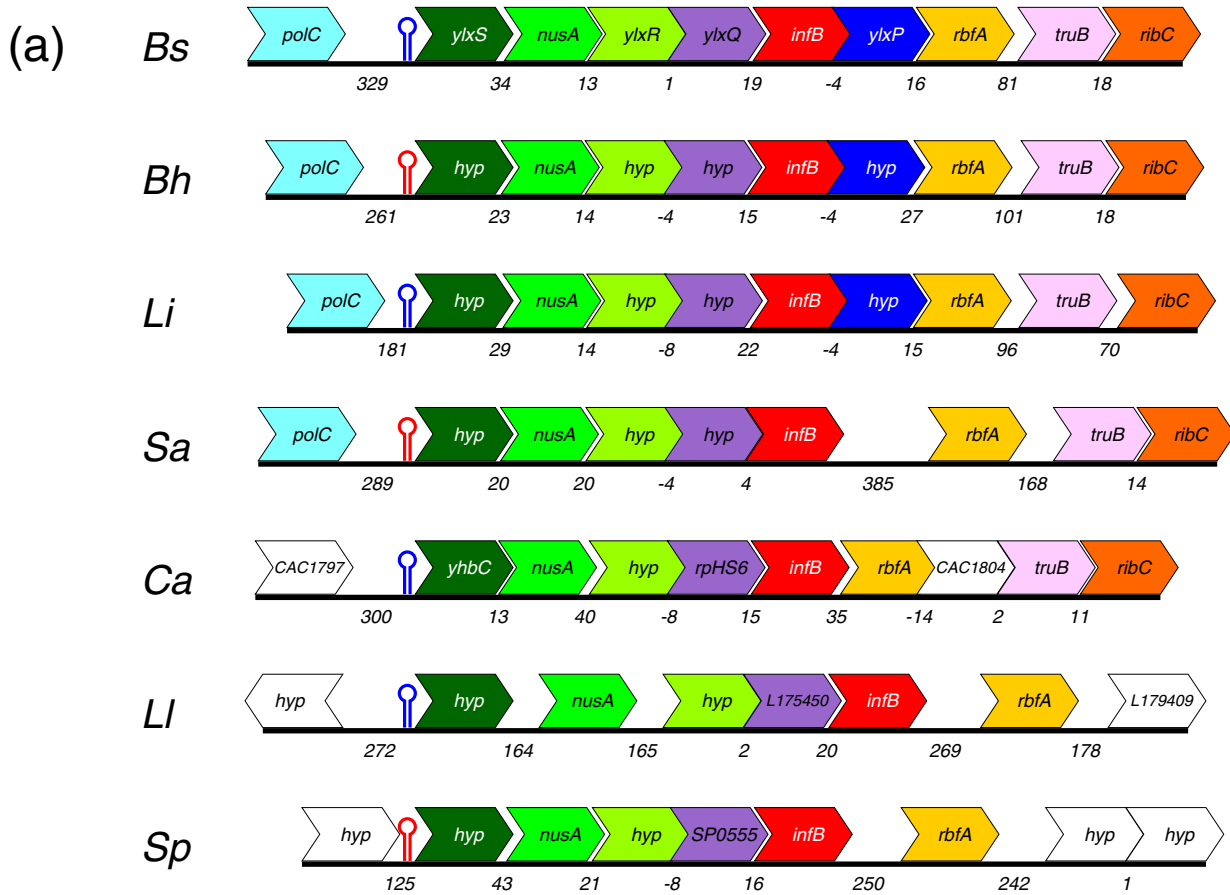 (a)
Bs polC ylxS nusA ylxR ylxQ infB ylxP rbfA truB ribC
329 34 13 1 19 -4 16 81 18
Bh polC hyp nusA hyp hyp infB hyp rbfA truB ribC
261 23 14 -4 15 -4 27 101 18
Li polC hyp nusA hyp hyp infB hyp rbfA truB ribC
181 29 14 -8 22 -4 15 96 70
Sa polC hyp nusA hyp hyp infB rbfA truB ribC
289 20 20 -4 4 385 168 14
Ca CAC1797 yhbC nusA hyp rpHS6 infB rbfA CAC1804 truB ribC
300 13 40 -8 15 35 -14 2 11
Ll hyp hyp nusA hyp L175450 infB rbfA L179409
272 164 165 2 20 269 178
Sp hyp hyp nusA hyp SP0555 infB rbfA hyp hyp
125 43 21 -8 16 250 242 1